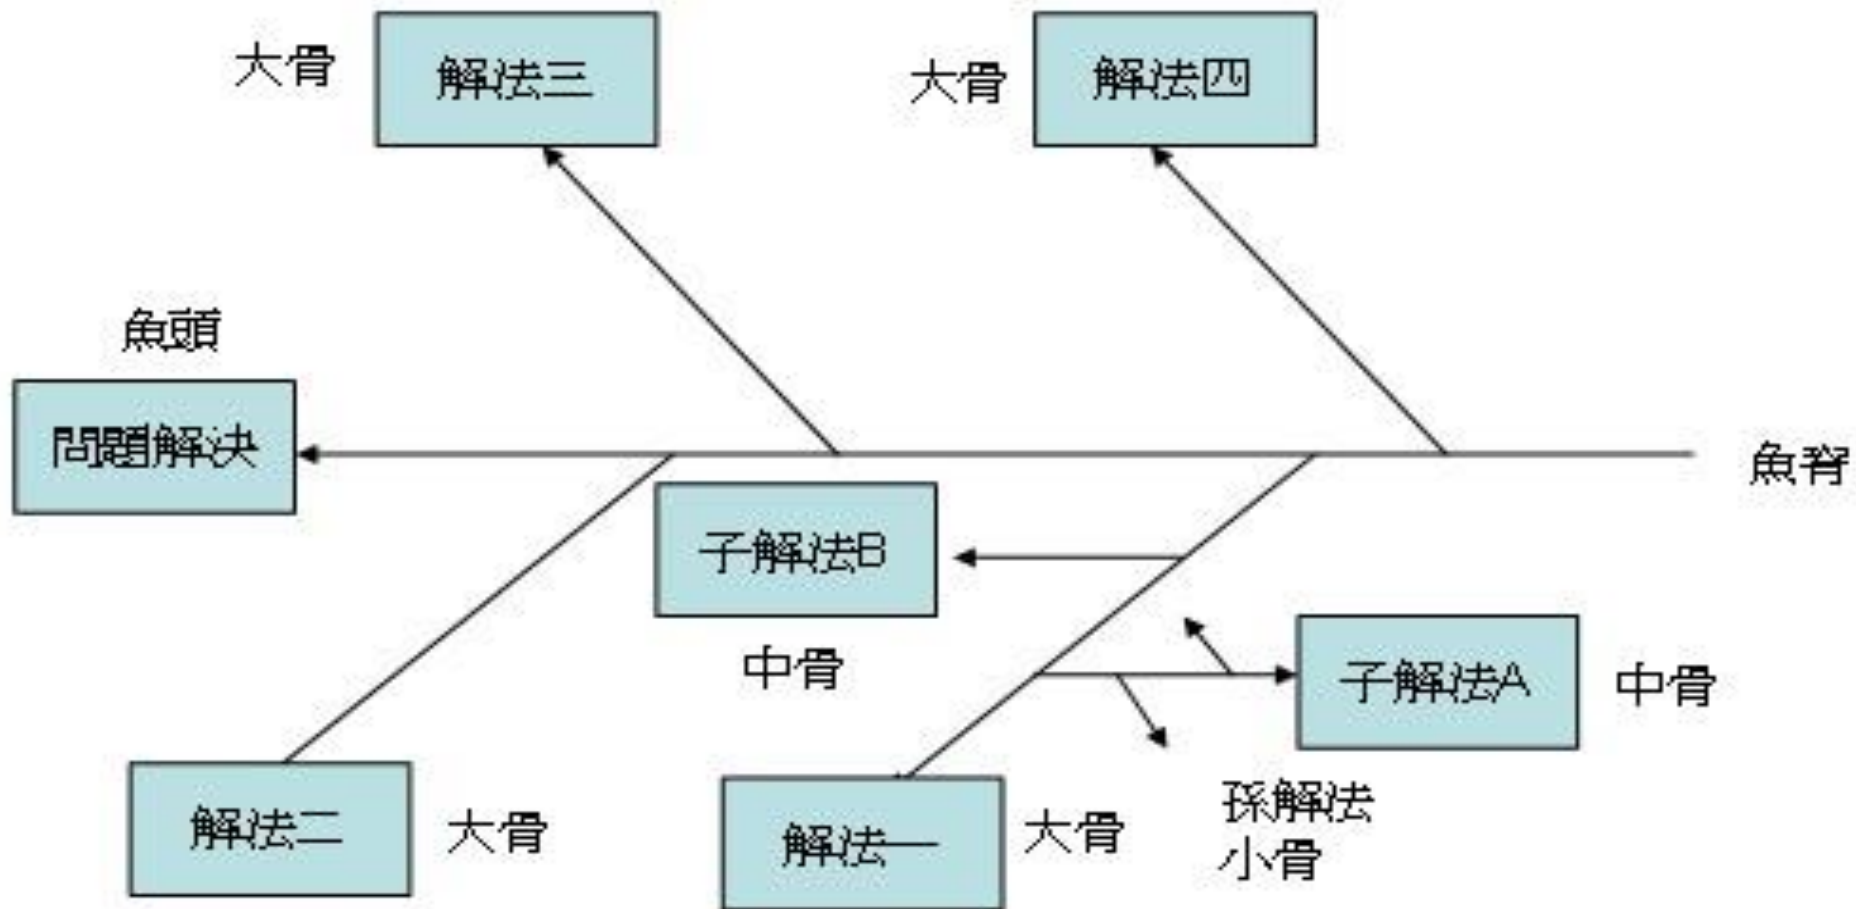 大骨
解法三
大骨
解法四
魚頭
問題解決
魚脊
子解法B
中骨
子解法A
中骨
解法二
大骨
解法一
大骨
孫解法
小骨